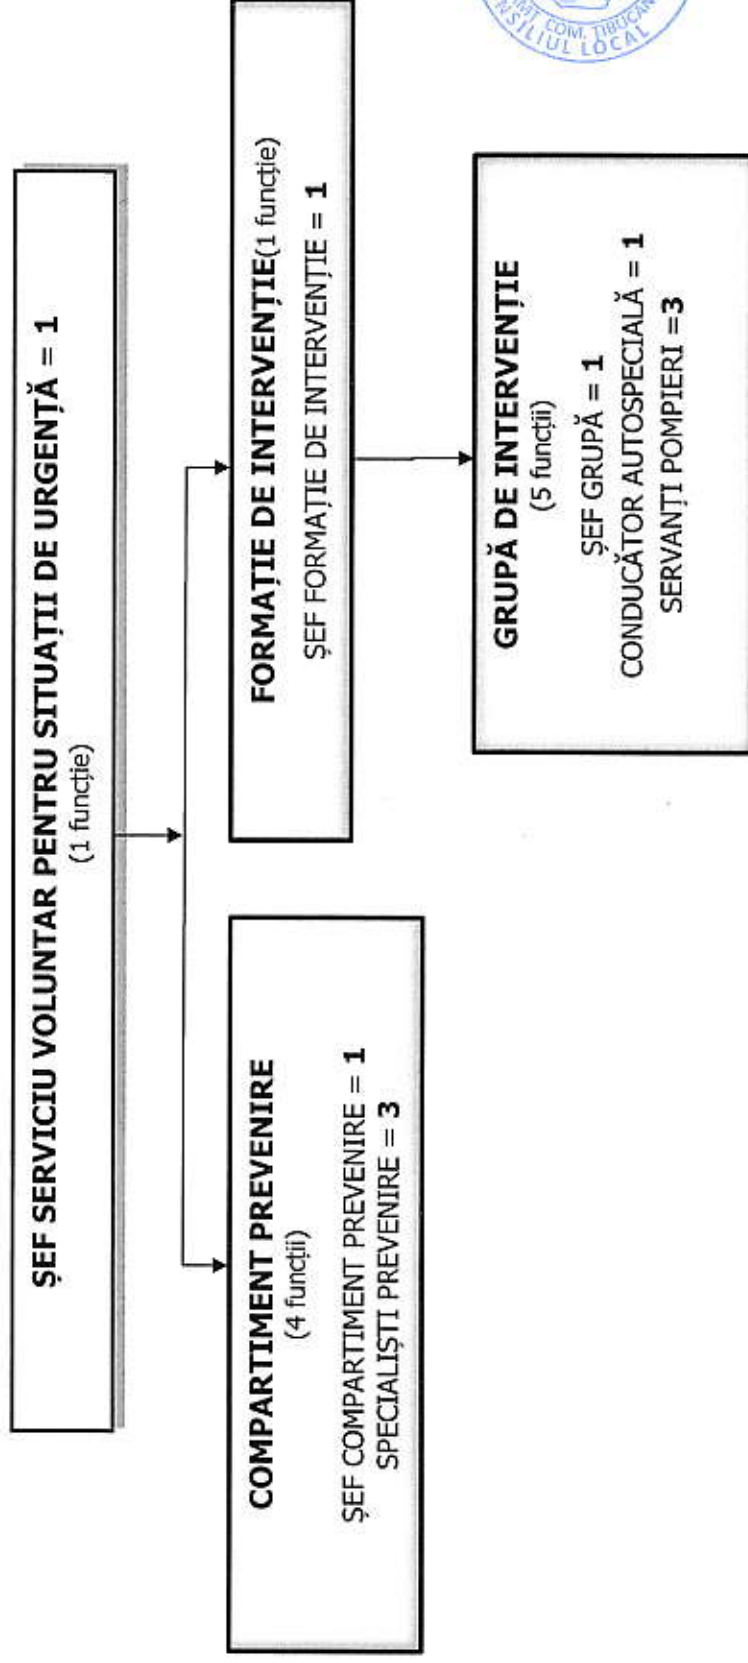 ȘEF SERVICIU VOLUNTAR PENTRU SITUAȚII DE URGENȚĂ = 1
(1 funcție)
COMPARTIMENT PREVENIRE
(4 funcții)
ȘEF COMPARTIMENT PREVENIRE = 1
SPECIALIȘTI PREVENIRE = 3
FORMAȚIE DE INTERVENȚIE(1 funcție)
ȘEF FORMAȚIE DE INTERVENȚIE = 1
GRUPĂ DE INTERVENȚIE
(5 funcții)
ȘEF GRUPĂ = 1
CONDUCĂTOR AUTOSPECIALĂ = 1
SERVANȚI POMPIERI =3
COM. TIBUCANI
LOCAL